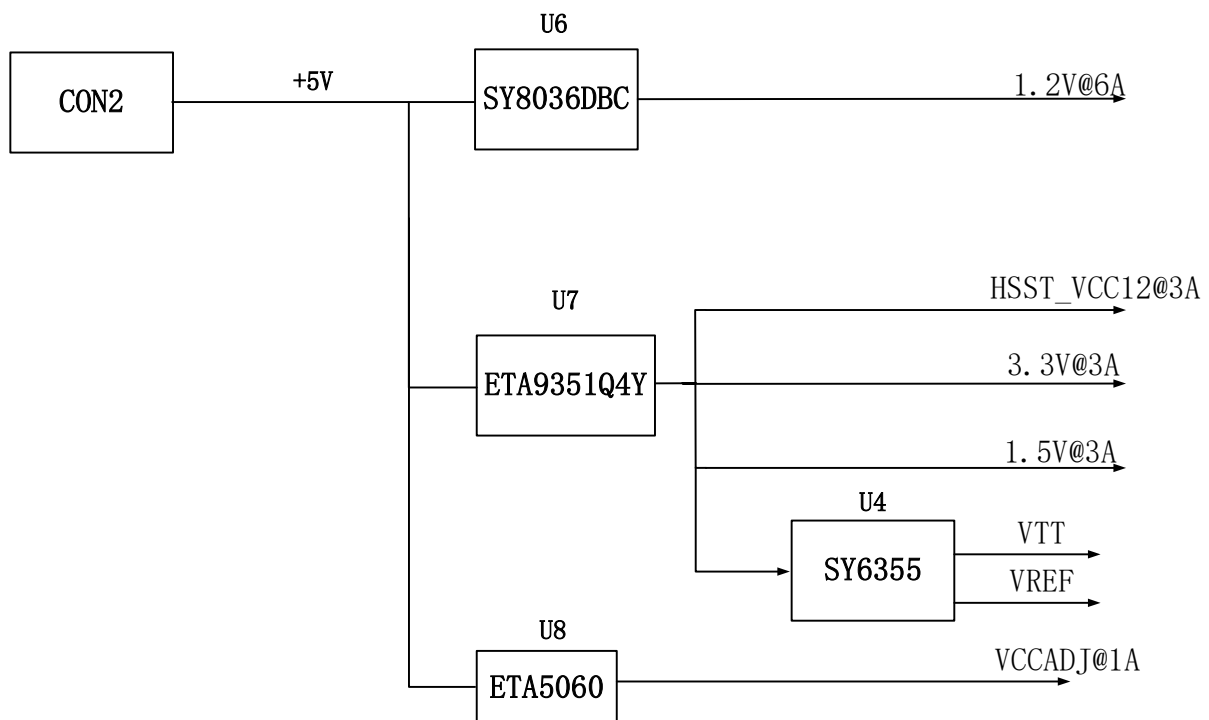 U6
CON2
+5V
SY8036DBC
1.2V@6A
U7
ETA9351Q4Y
HSST_VCC12@3A
3.3V@3A
1.5V@3A
U4
SY6355
VTT
VREF
U8
ETA5060
VCCADJ@1A